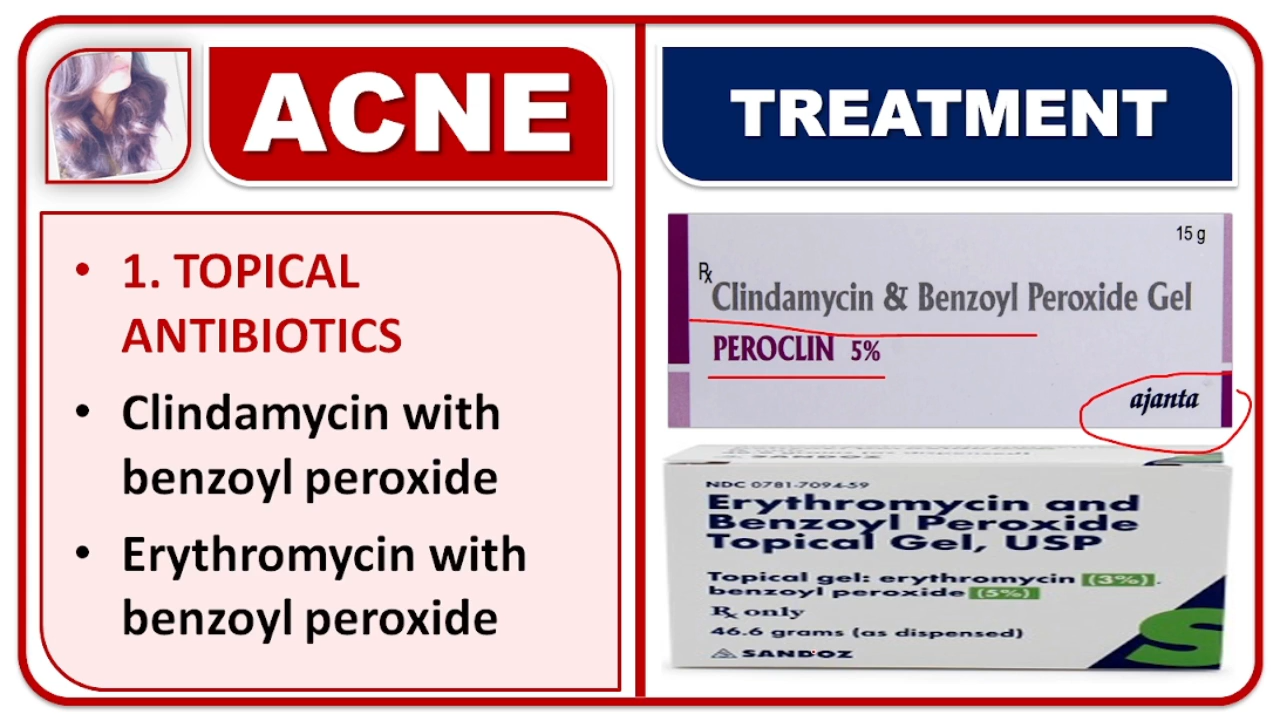 ACNE
TREATMENT
• 1. TOPICAL
ANTIBIOTICS
• Clindamycin with
benzoyl peroxide
• Erythromycin with
benzoyl peroxide
15 g
Rx Clindamycin & Benzoyl Peroxide Gel
PEROCLIN 5%
ajanta
SANDOZ
NDC 0781-7094-59
Erythromycin and
Benzoyl Peroxide
Topical Gel, USP
Topical gel: erythromycin (3%).
benzoyl peroxide (5%)
Rx only
46.6 grams (as dispensed)
SANDOZ